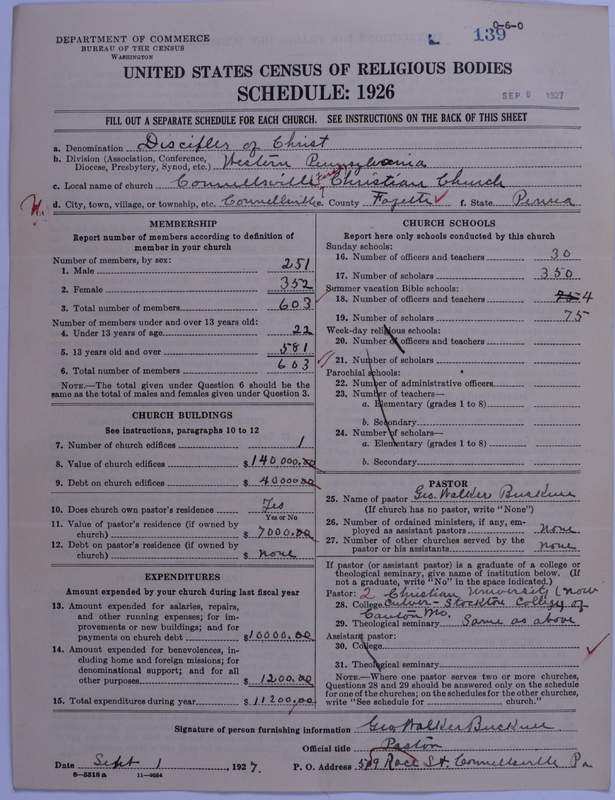 0-6-0
139
DEPARTMENT OF COMMERCE
BUREAU OF THE CENSUS
WASHINGTON
UNITED STATES CENSUS OF RELIGIOUS BODIES
SCHEDULE: 1926
SEP 8 1927
FILL OUT A SEPARATE SCHEDULE FOR EACH CHURCH. SEE INSTRUCTIONS ON THE BACK OF THIS SHEET
a. Denomination Disciples of Christ
b. Division (Association, Conference, Diocese, Presbytery, Synod, etc.) Western Pennsylvania
c. Local name of church Connellsville First Christian Church
d. City, town, village, or township, etc. Connellsville e. County Fayette f. State Penna
MEMBERSHIP
Report number of members according to definition of
member in your church
Number of members, by sex:
1. Male 251
2. Female 352
3. Total number of members 603
Number of members under and over 13 years old:
4. Under 13 years of age 22
5. 13 years old and over 581
6. Total number of members 603
NOTE.—The total given under Question 6 should be
same as the total of males and females given under Question 3.
CHURCH BUILDINGS
See instructions, paragraphs 10 to 12
7. Number of church edifices 1
8. Value of church edifices $ 140000.00
9. Debt on church edifices $ 40000.00
10. Does church own pastor's residence Yes
Yes or No
11. Value of pastor's residence (if owned by
church) $ 7000.00
12. Debt on pastor's residence (if owned by
church) $ None
EXPENDITURES
Amount expended by your church during last fiscal year
13. Amount expended for salaries, repairs,
and other running expenses; for im-
provements or new buildings; and for
payments on church debt $ 10000.00
14. Amount expended for benevolences, in-
cluding home and foreign missions; for
denominational support; and for all
other purposes $ 1200.00
15. Total expenditures during year $ 11200.00
CHURCH SCHOOLS
Report here only schools conducted by this church
Sunday schools:
16. Number of officers and teachers 30
17. Number of scholars 350
Summer vacation Bible schools:
18. Number of officers and teachers 75 4
19. Number of scholars 75
Week-day religious schools:
20. Number of officers and teachers
21. Number of scholars
Parochial schools:
22. Number of administrative officers
23. Number of teachers—
a. Elementary (grades 1 to 8)
b. Secondary
24. Number of scholars—
a. Elementary (grades 1 to 8)
b. Secondary
PASTOR
25. Name of pastor Geo. Walker Buckner
(If church has no pastor, write "None")
26. Number of ordained ministers, if any, em-
ployed as assistant pastors None
27. Number of other churches served by the
pastor or his assistants None
If pastor (or assistant pastor) is a graduate of a college or
theological seminary, give name of institution below. (If
not a graduate, write "No" in the space indicated.)
Pastor: 2 Christian University (now
28. College Culver-Stockton College of
Canton Mo.
29. Theological seminary Same as above
Assistant pastor:
30. College
31. Theological seminary
NOTE.—Where one pastor serves two or more churches,
Questions 28 and 29 should be answered only on the schedule
for one of the churches; on the schedules for the other churches,
write "See schedule for church."
Signature of person furnishing information Geo Walker Buckner
Official title Pastor
Date Sept 1, 1927. P. O. Address 509 Race St. Connellsville Pa
8-5518a 11-9054